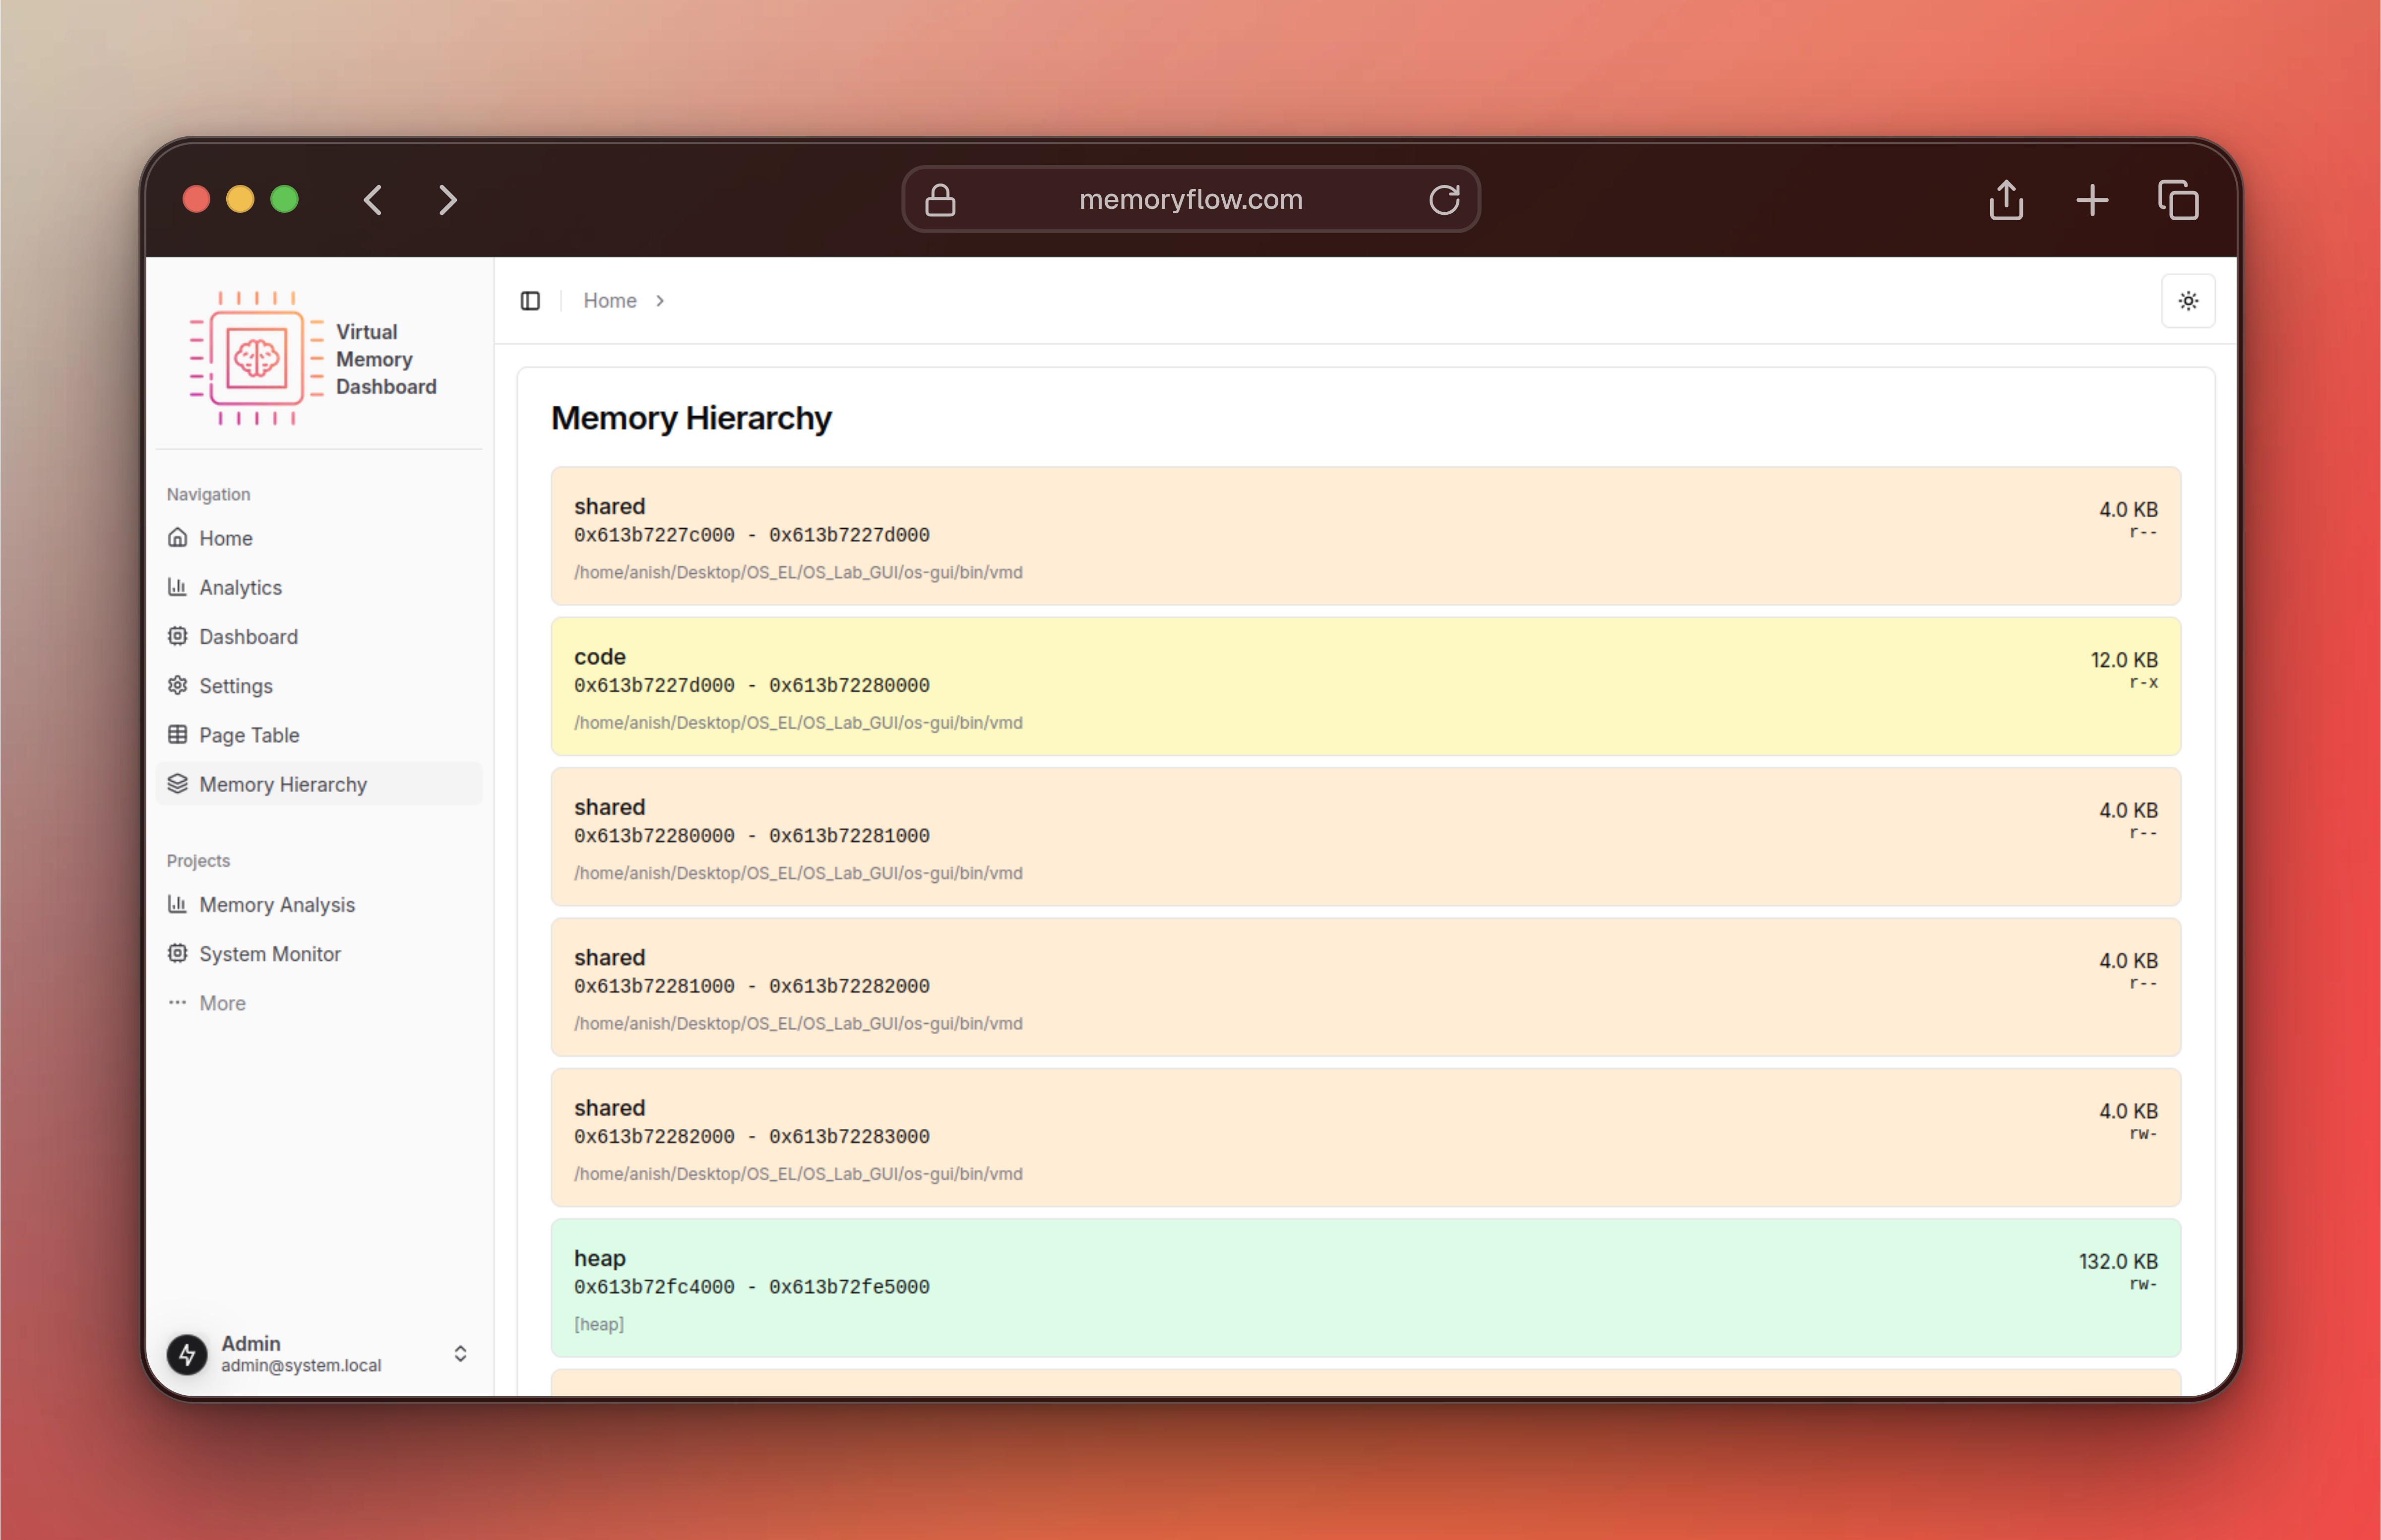 memoryflow.com
Virtual
Memory
Dashboard
Navigation
Home
Analytics
Dashboard
Settings
Page Table
Memory Hierarchy
Projects
Memory Analysis
System Monitor
More
Admin
admin@system.local
Home
Memory Hierarchy
shared
4.0 KB
0x613b7227c000 - 0x613b7227d000
r--
/home/anish/Desktop/OS_EL/OS_Lab_GUI/os-gui/bin/vmd
code
12.0 KB
0x613b7227d000 - 0x613b72280000
r-x
/home/anish/Desktop/OS_EL/OS_Lab_GUI/os-gui/bin/vmd
shared
4.0 KB
0x613b72280000 - 0x613b72281000
r--
/home/anish/Desktop/OS_EL/OS_Lab_GUI/os-gui/bin/vmd
shared
4.0 KB
0x613b72281000 - 0x613b72282000
r--
/home/anish/Desktop/OS_EL/OS_Lab_GUI/os-gui/bin/vmd
shared
4.0 KB
0x613b72282000 - 0x613b72283000
rw-
/home/anish/Desktop/OS_EL/OS_Lab_GUI/os-gui/bin/vmd
heap
132.0 KB
0x613b72fc4000 - 0x613b72fe5000
rw-
[heap]